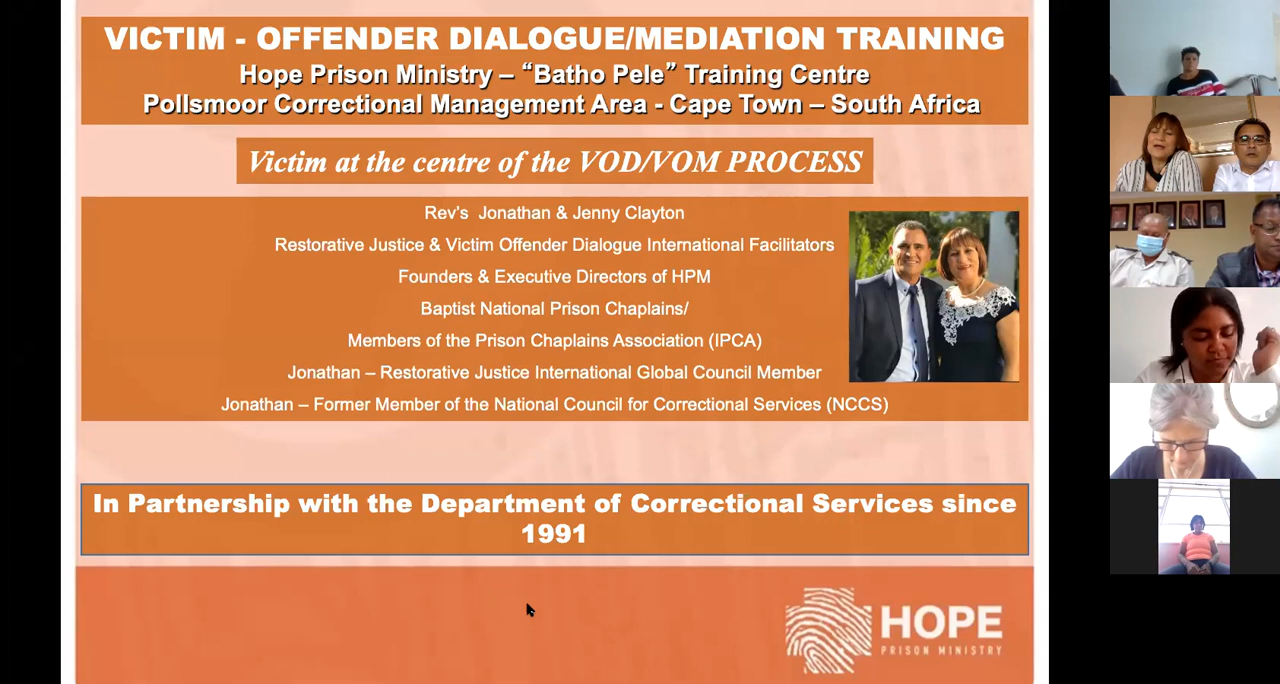 VICTIM - OFFENDER DIALOGUE/MEDIATION TRAINING
Hope Prison Ministry – “Batho Pele” Training Centre
Pollsmoor Correctional Management Area - Cape Town – South Africa
Victim at the centre of the VOD/VOM PROCESS
Rev's Jonathan & Jenny Clayton
Restorative Justice & Victim Offender Dialogue International Facilitators
Founders & Executive Directors of HPM
Baptist National Prison Chaplains/
Members of the Prison Chaplains Association (IPCA)
Jonathan – Restorative Justice International Global Council Member
Jonathan – Former Member of the National Council for Correctional Services (NCCS)
In Partnership with the Department of Correctional Services since
1991
HOPE
PRISON MINISTRY